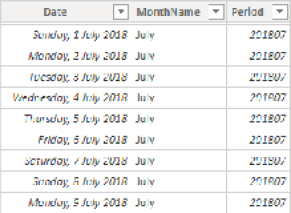 Date MonthName Period
Sunday, 1 July 2018 July 201807
Monday, 2 July 2018 July 201807
Tuesday, 3 July 2018 July 201807
Wednesday, 4 July 2018 July 201807
Thursday, 5 July 2018 July 201807
Friday, 6 July 2018 July 201807
Saturday, 7 July 2018 July 201807
Sunday, 8 July 2018 July 201807
Monday, 9 July 2018 July 201807